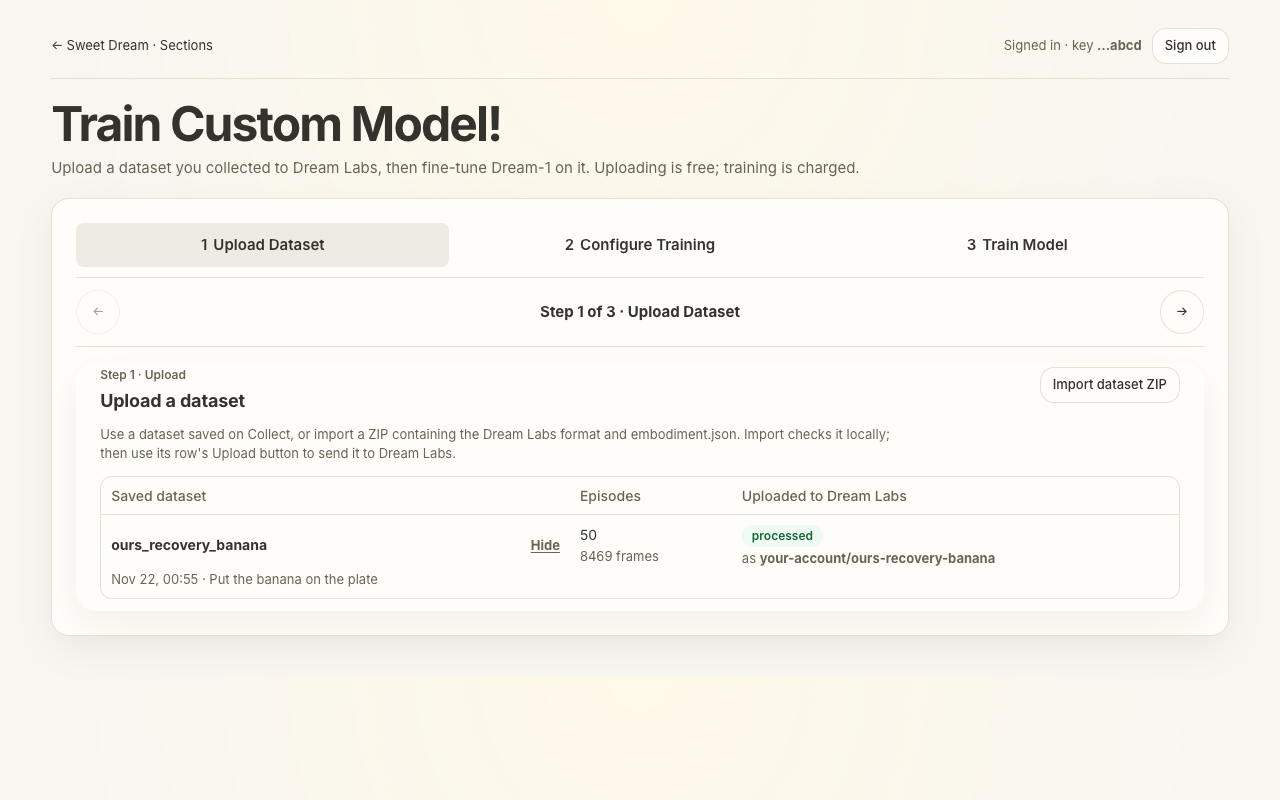 ← Sweet Dream · Sections
Signed in · key ...abcd
Sign out
Train Custom Model!
Upload a dataset you collected to Dream Labs, then fine-tune Dream-1 on it. Uploading is free; training is charged.
1 Upload Dataset
2 Configure Training
3 Train Model
←
Step 1 of 3 · Upload Dataset
→
Step 1 · Upload
Upload a dataset
Import dataset ZIP
Use a dataset saved on Collect, or import a ZIP containing the Dream Labs format and embodiment.json. Import checks it locally;
then use its row's Upload button to send it to Dream Labs.
Saved dataset
Episodes
Uploaded to Dream Labs
ours_recovery_banana
Hide
50
8469 frames
processed
as your-account/ours-recovery-banana
Nov 22, 00:55 · Put the banana on the plate